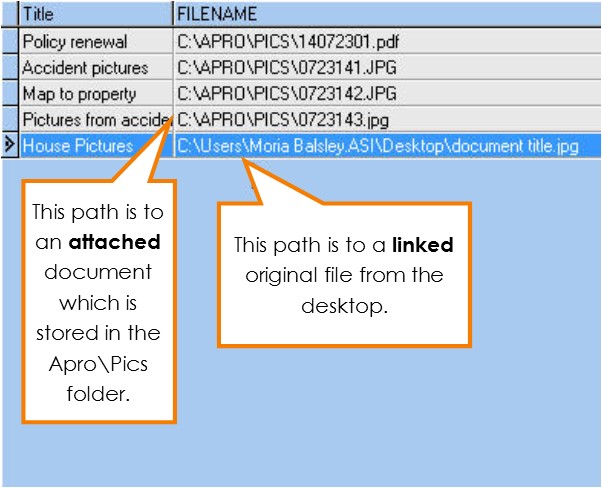 Title FILENAME
Policy renewal C:\APRO\PICS\14072301.pdf
Accident pictures C:\APRO\PICS\0723141.JPG
Map to property C:\APRO\PICS\0723142.JPG
Pictures from accide C:\APRO\PICS\0723143.jpg
House Pictures C:\Users\Moria Balsley.ASI\Desktop\document title.jpg
This path is to
an attached
document
which is
stored in the
Apro\Pics
folder.
This path is to a linked
original file from the
desktop.